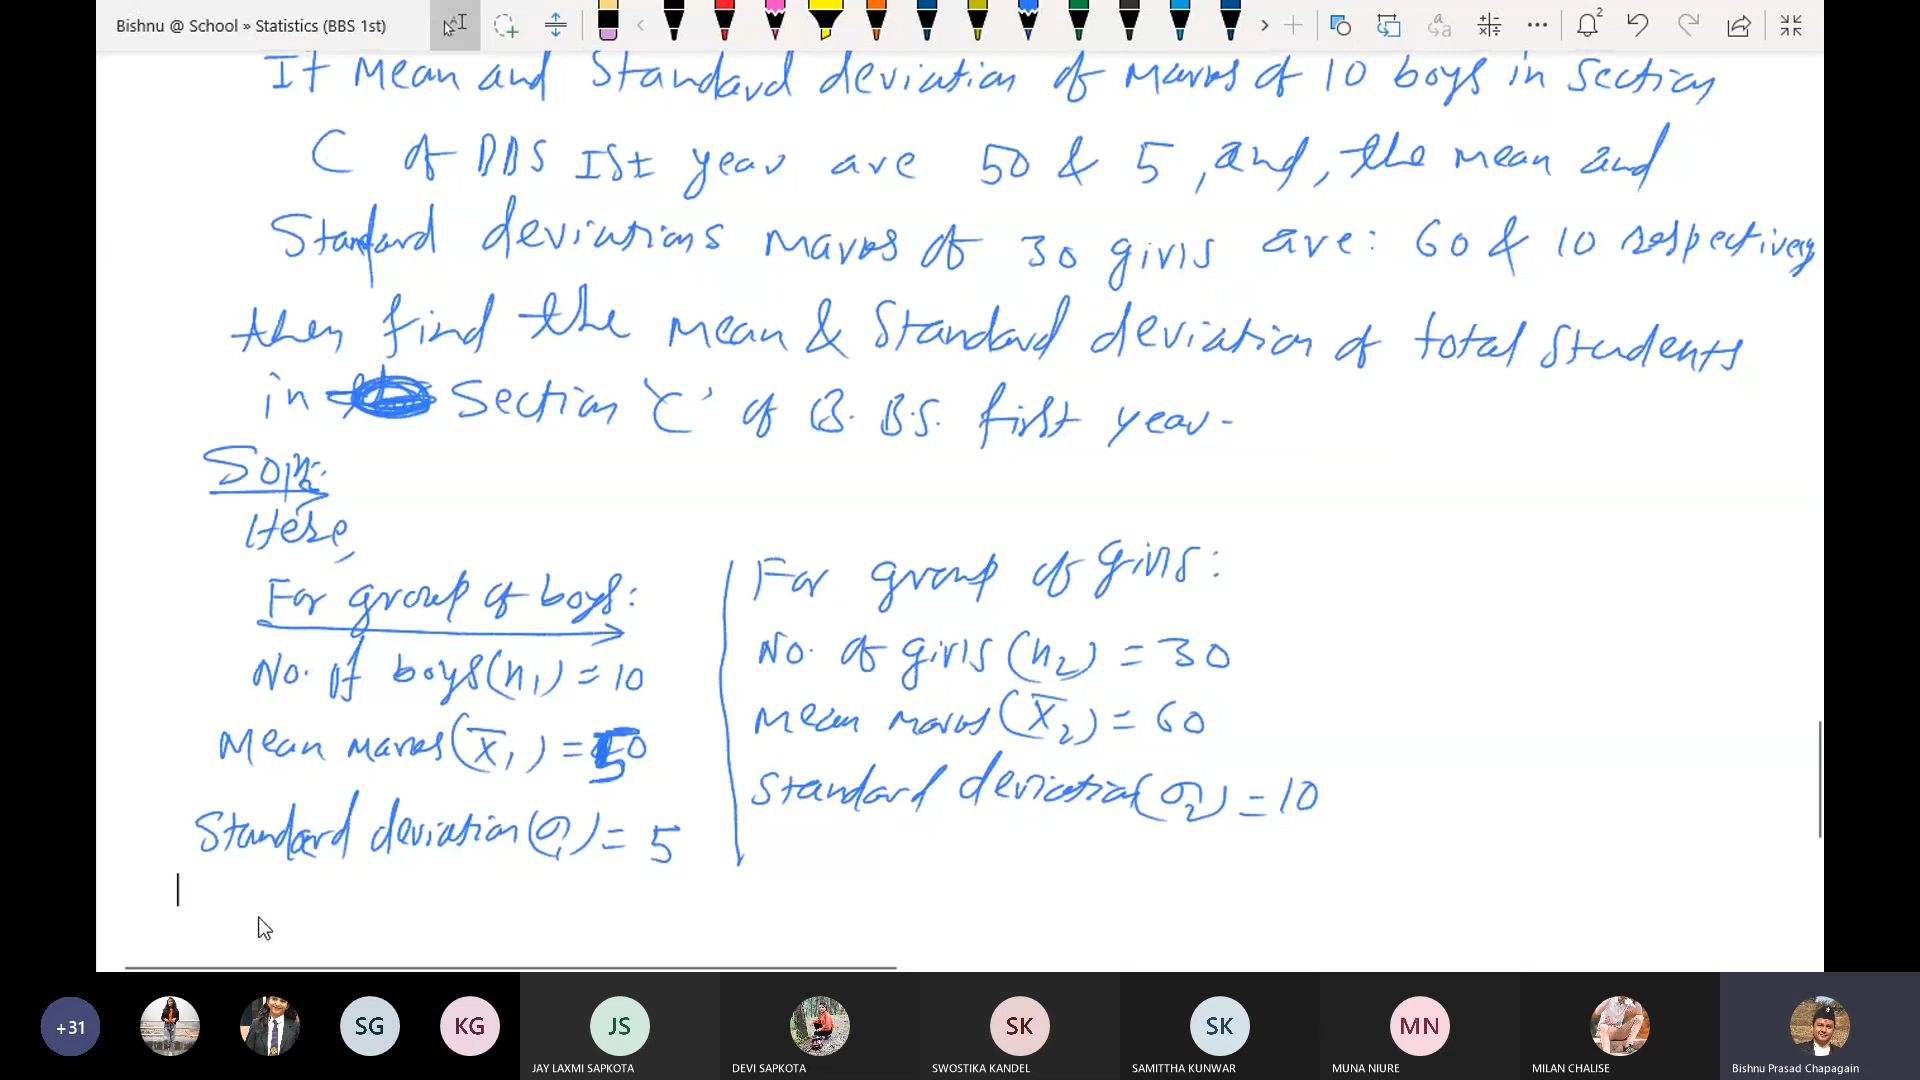 Bishnu @ School » Statistics (BBS 1st)
If Mean and Standard deviation of Marks of 10 boys in Section
C of BBS Ist year are 50 & 5, and, the mean and
Standard deviations marks of 30 girls are: 60 & 10 respectively
then find the mean & Standard deviation of total Students
in Section 'C' of B.B.S. first year.
Soln:
Here,
For group of boys:
No. of boys (n1) = 10
Mean marks (X̄1) = 50
Standard deviation (σ1) = 5
For group of girls:
No. of girls (n2) = 30
Mean marks (X̄2) = 60
Standard deviation (σ2) = 10
+31
SG
KG
JS
JAY LAXMI SAPKOTA
DEVI SAPKOTA
SK
SWOSTIKA KANDEL
SK
SAMITTHA KUNWAR
MN
MUNA NIURE
MILAN CHALISE
Bishnu Prasad Chapagain